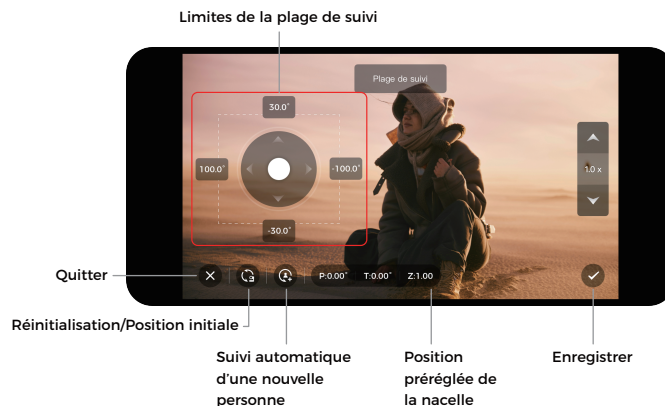 Limites de la plage de suivi
Plage de suivi
30.0°
100.0°
-100.0°
-30.0°
1.0 x
Quitter
P:0.00° T:0.00° Z:1.00
Réinitialisation/Position initiale
Suivi automatique
d'une nouvelle
personne
Position
préréglée de
la nacelle
Enregistrer